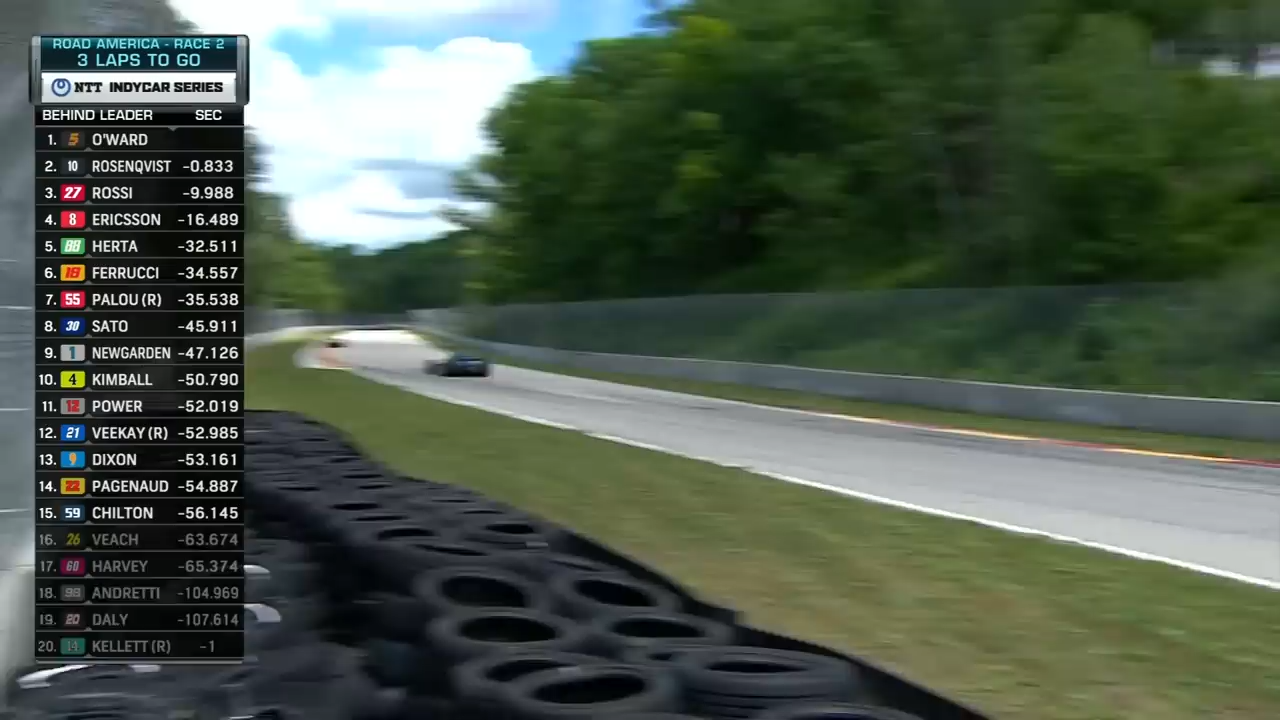 ROAD AMERICA - RACE 2
3 LAPS TO GO
NTT INDYCAR SERIES
BEHIND LEADER SEC
1. 5 O'WARD
2. 10 ROSENQVIST -0.833
3. 27 ROSSI -9.988
4. 8 ERICSSON -16.489
5. 88 HERTA -32.511
6. 18 FERRUCCI -34.557
7. 55 PALOU (R) -35.538
8. 30 SATO -45.911
9. 1 NEWGARDEN -47.126
10. 4 KIMBALL -50.790
11. 12 POWER -52.019
12. 21 VEEKAY (R) -52.985
13. 9 DIXON -53.161
14. 22 PAGENAUD -54.887
15. 59 CHILTON -56.145
16. 26 VEACH -63.674
17. 60 HARVEY -65.374
18. 98 ANDRETTI -104.969
19. 20 DALY -107.614
20. 14 KELLETT (R) -1